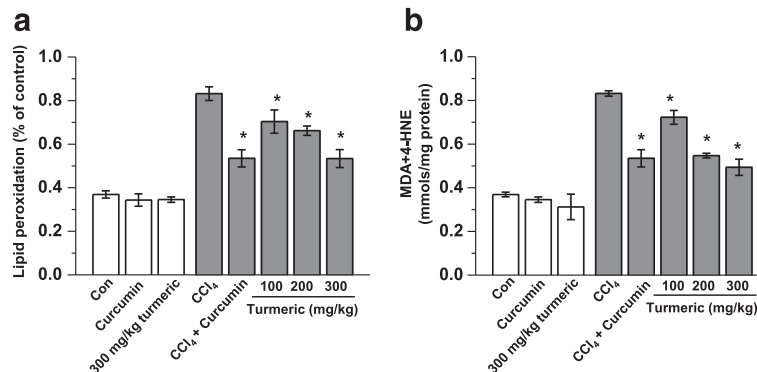 a
Lipid peroxidation (% of control)
1.0
0.8
0.6
0.4
0.2
0.0
* * * *
Con
Curcumin
300 mg/kg turmeric
CCl₄
CCl₄ + Curcumin
100 200 300
Turmeric (mg/kg)
b
MDA+4-HNE
(mmols/mg protein)
1.0
0.8
0.6
0.4
0.2
0.0
* * * *
Con
Curcumin
300 mg/kg turmeric
CCl₄
CCl₄ + Curcumin
100 200 300
Turmeric (mg/kg)